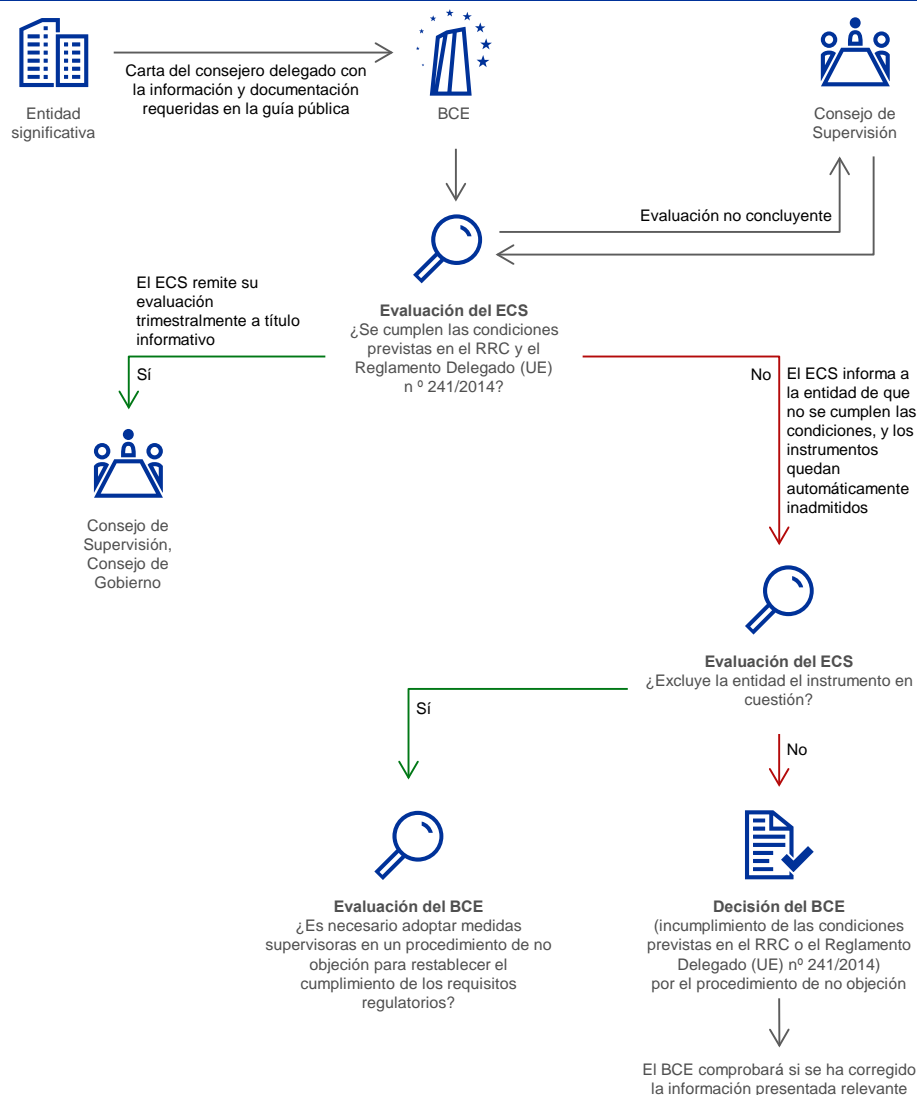 Entidad
significativa
Carta del consejero delegado con
la información y documentación
requeridas en la guía pública
BCE
Consejo de
Supervisión
Evaluación no concluyente
Evaluación del ECS
¿Se cumplen las condiciones
previstas en el RRC y el
Reglamento Delegado (UE)
n º 241/2014?
El ECS remite su
evaluación
trimestralmente a título
informativo
Sí
Consejo de
Supervisión,
Consejo de
Gobierno
No
El ECS informa a
la entidad de que
no se cumplen las
condiciones, y los
instrumentos
quedan
automáticamente
inadmitidos
Evaluación del ECS
¿Excluye la entidad el instrumento en
cuestión?
Sí
No
Evaluación del BCE
¿Es necesario adoptar medidas
supervisoras en un procedimiento de no
objeción para restablecer el
cumplimiento de los requisitos
regulatorios?
Decisión del BCE
(incumplimiento de las condiciones
previstas en el RRC o el Reglamento
Delegado (UE) nº 241/2014)
por el procedimiento de no objeción
El BCE comprobará si se ha corregido
la información presentada relevante